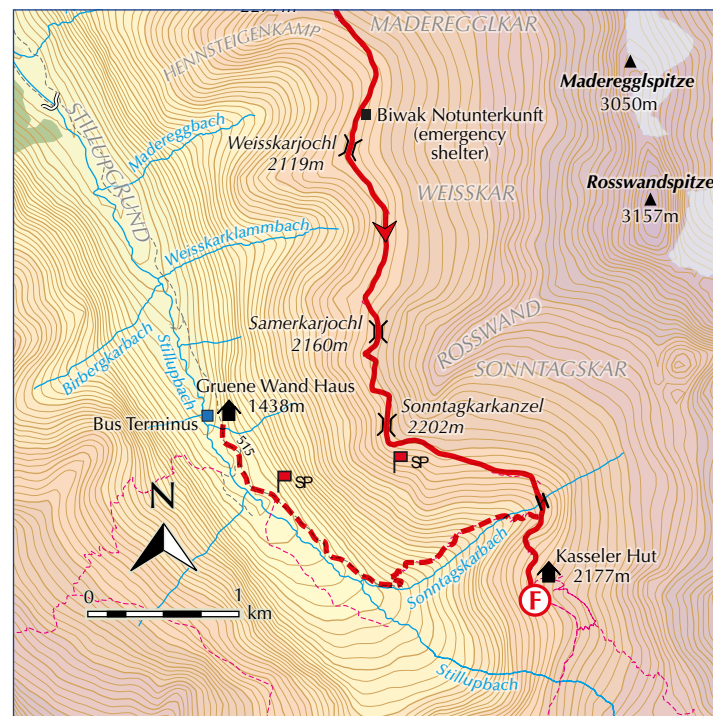 HENNSTEIGENKAMP
MADEREGGLKAR
Maderegglspitze
3050m
STILLUPGRUND
Madereggbach
Biwak Notunterkunft
(emergency
shelter)
Weisskarjochl
2119m
WEISSKAR
Rosswandspitze
3157m
Weisskarklammbach
Samerkarjochl
2160m
ROSSWAND
SONNTAGSKAR
Birbergkarbach
Stillupbach
Gruene Wand Haus
1438m
Bus Terminus
515
Sonntagkarkanzel
2202m
SP
SP
N
Sonntagskarbach
Kasseler Hut
2177m
F
0 1
km
Stillupbach